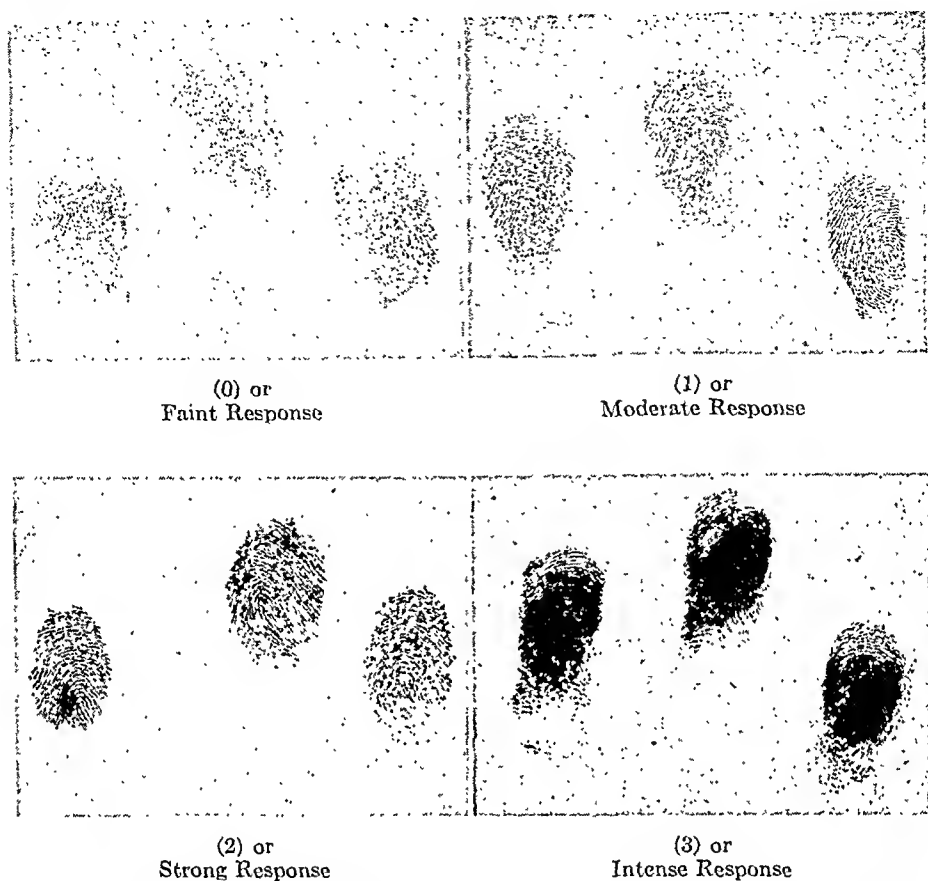 (0) or
Faint Response
(1) or
Moderate Response
(2) or
Strong Response
(3) or
Intense Response